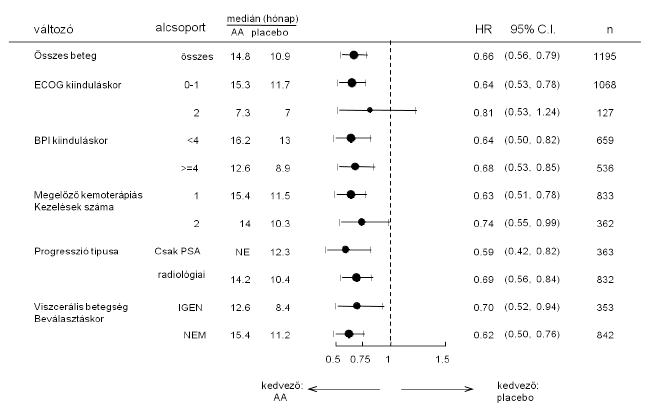 változó alcsoport medián (hónap) HR 95% C.I. n
AA placebo
Összes beteg összes 14.8 10.9 0.66 (0.56, 0.79) 1195
ECOG kiinduláskor 0-1 15.3 11.7 0.64 (0.53, 0.78) 1068
2 7.3 7 0.81 (0.53, 1.24) 127
BPI kiinduláskor <4 16.2 13 0.64 (0.50, 0.82) 659
>=4 12.6 8.9 0.68 (0.53, 0.85) 536
Megelőző kemoterápiás 1 15.4 11.5 0.63 (0.51, 0.78) 833
Kezelések száma
2 14 10.3 0.74 (0.55, 0.99) 362
Progresszió típusa Csak PSA NE 12.3 0.59 (0.42, 0.82) 363
radiológiai 14.2 10.4 0.69 (0.56, 0.84) 832
Viszcerális betegség IGEN 12.6 8.4 0.70 (0.52, 0.94) 353
Beválasztáskor
NEM 15.4 11.2 0.62 (0.50, 0.76) 842
0.5 0.75 1 1.5
kedvező: kedvező:
AA placebo